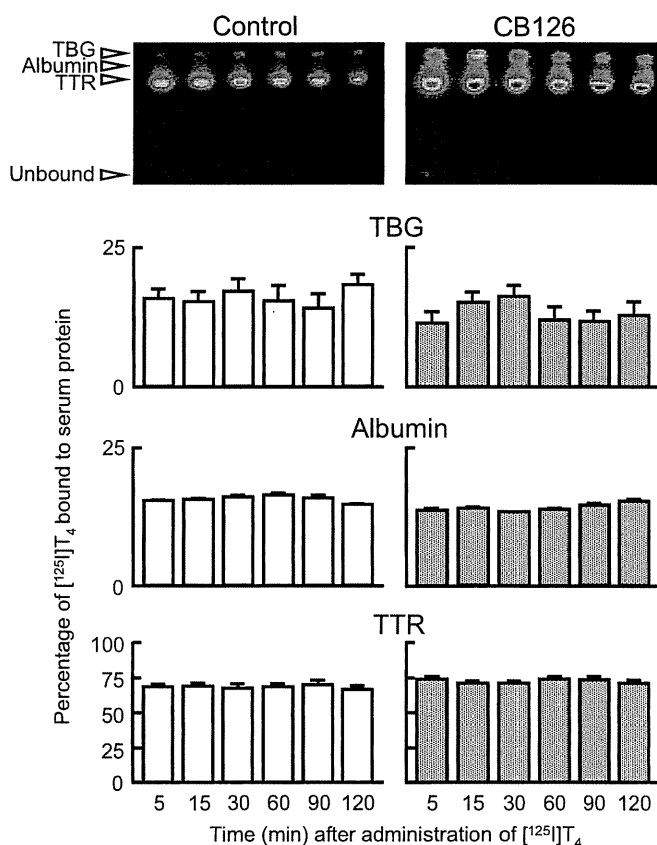 Control CB126
TBG
Albumin
TTR
Unbound
TBG
25
0
Albumin
25
0
TTR
100
75
50
25
0
5 15 30 60 90 120 5 15 30 60 90 120
Percentage of [¹²⁵I]T₄ bound to serum protein
Time (min) after administration of [¹²⁵I]T₄